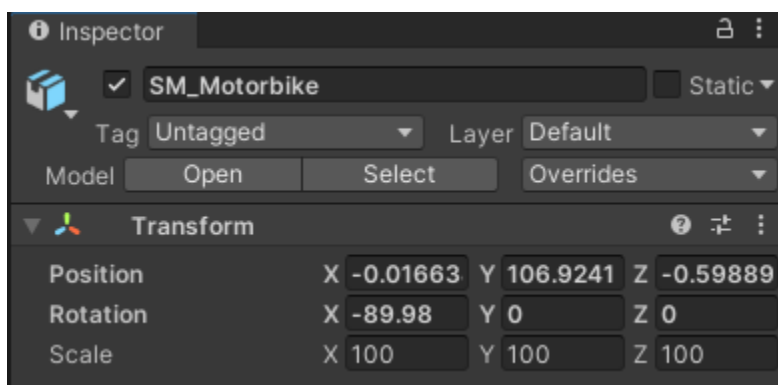 Inspector
SM_Motorbike Static
Tag Untagged Layer Default
Model Open Select Overrides
Transform
Position X -0.01663 Y 106.9241 Z -0.59889
Rotation X -89.98 Y 0 Z 0
Scale X 100 Y 100 Z 100